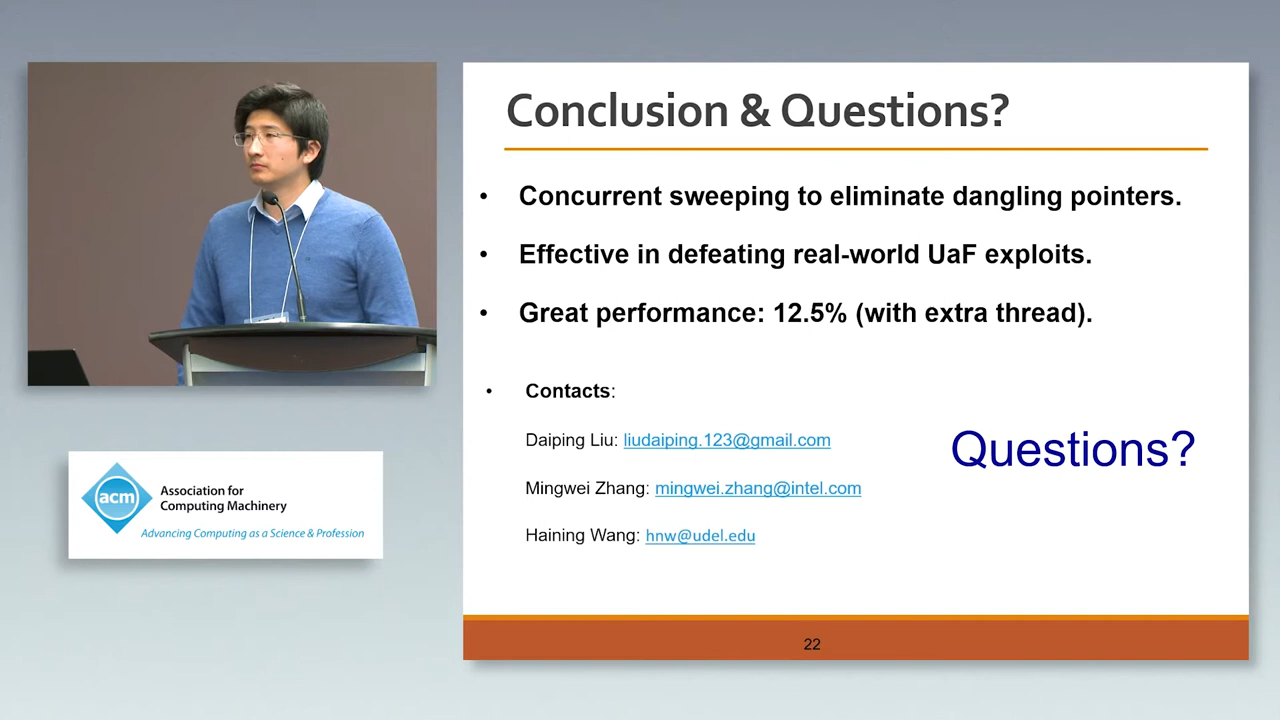 Conclusion & Questions?
• Concurrent sweeping to eliminate dangling pointers.
• Effective in defeating real-world UaF exploits.
• Great performance: 12.5% (with extra thread).
• Contacts:
Daiping Liu: liudaiping.123@gmail.com
Mingwei Zhang: mingwei.zhang@intel.com
Haining Wang: hnw@udel.edu
Questions?
22
acm
Association for
Computing Machinery
Advancing Computing as a Science & Profession